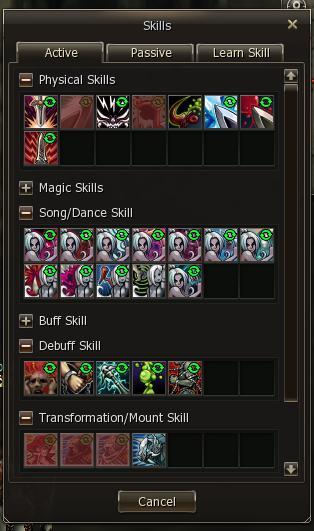 Skills
Active Passive Learn Skill
Physical Skills
Magic Skills
Song/Dance Skill
Buff Skill
Debuff Skill
Transformation/Mount Skill
Cancel